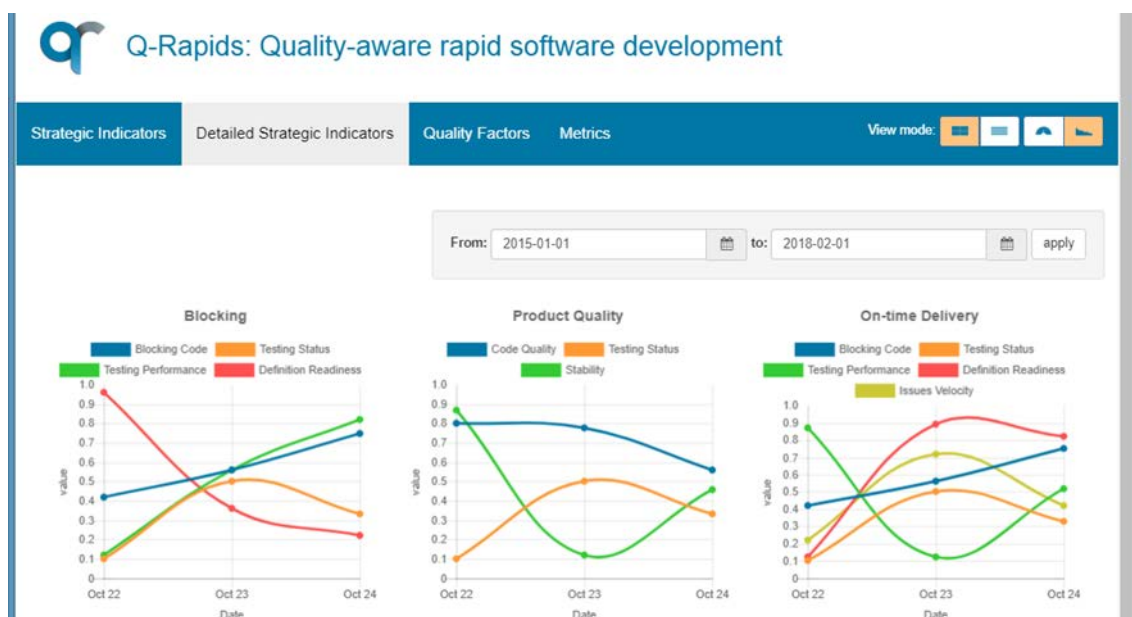 qr Q-Rapids: Quality-aware rapid software development
Strategic Indicators Detailed Strategic Indicators Quality Factors Metrics View mode:
From: 2015-01-01 to: 2018-02-01 apply
Blocking
Blocking Code Testing Status
Testing Performance Definition Readiness
1.0
0.9
0.8
0.7
0.6
0.5
0.4
0.3
0.2
0.1
0
value
Oct 22 Oct 23 Oct 24
Date
Product Quality
Code Quality Testing Status
Stability
1.0
0.9
0.8
0.7
0.6
0.5
0.4
0.3
0.2
0.1
0
value
Oct 22 Oct 23 Oct 24
Date
On-time Delivery
Blocking Code Testing Status
Testing Performance Definition Readiness
Issues Velocity
1.0
0.9
0.8
0.7
0.6
0.5
0.4
0.3
0.2
0.1
0
value
Oct 22 Oct 23 Oct 24
Date